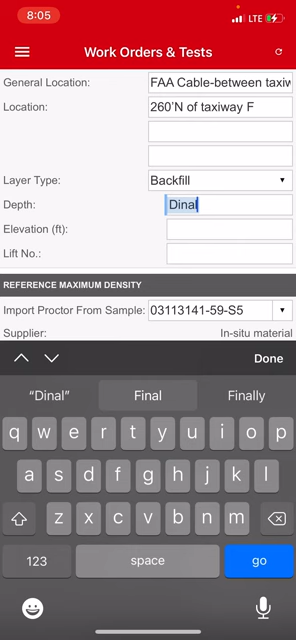 8:05
LTE
Work Orders & Tests
General Location: FAA Cable-between taxiw
Location: 260'N of taxiway F
Layer Type: Backfill
Depth: Dinal
Elevation (ft):
Lift No.:
REFERENCE MAXIMUM DENSITY
Import Proctor From Sample: 03113141-59-S5
Supplier: In-situ material
Done
“Dinal” Final Finally
q w e r t y u i o p
a s d f g h j k l
z x c v b n m
123 space go